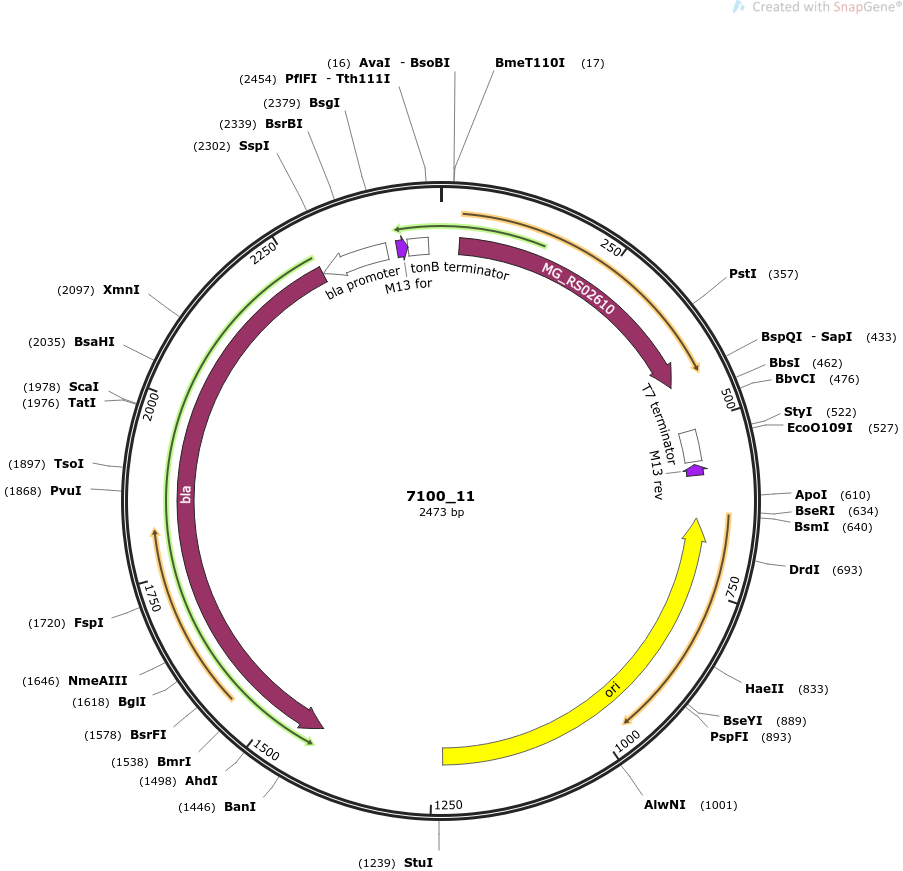 Created with SnapGene®
(16) AvaI - BsoBI
BmeT110I (17)
(2454) PflFI - Tth111I
(2379) BsgI
(2339) BsrBI
(2302) SspI
(2097) XmnI
(2035) BsaHI
(1978) ScaI
(1976) TatI
(1897) TsoI
(1868) PvuI
(1720) FspI
(1646) NmeAIII
(1618) BglI
(1578) BsrFI
(1538) BmrI
(1498) AhdI
(1446) BanI
(1239) StuI
PstI (357)
BspQI - SapI (433)
BbsI (462)
BbvCI (476)
StyI (522)
EcoO109I (527)
ApoI (610)
BseRI (634)
BsmI (640)
DrdI (693)
HaeII (833)
BseYI (889)
PspFI (893)
AlwNI (1001)
250
500
750
1000
1250
1500
1750
2000
2250
bla promoter
M13 for
tonB terminator
MG_RS02610
T7 terminator
M13 rev
ori
bla
7100_11
2473 bp